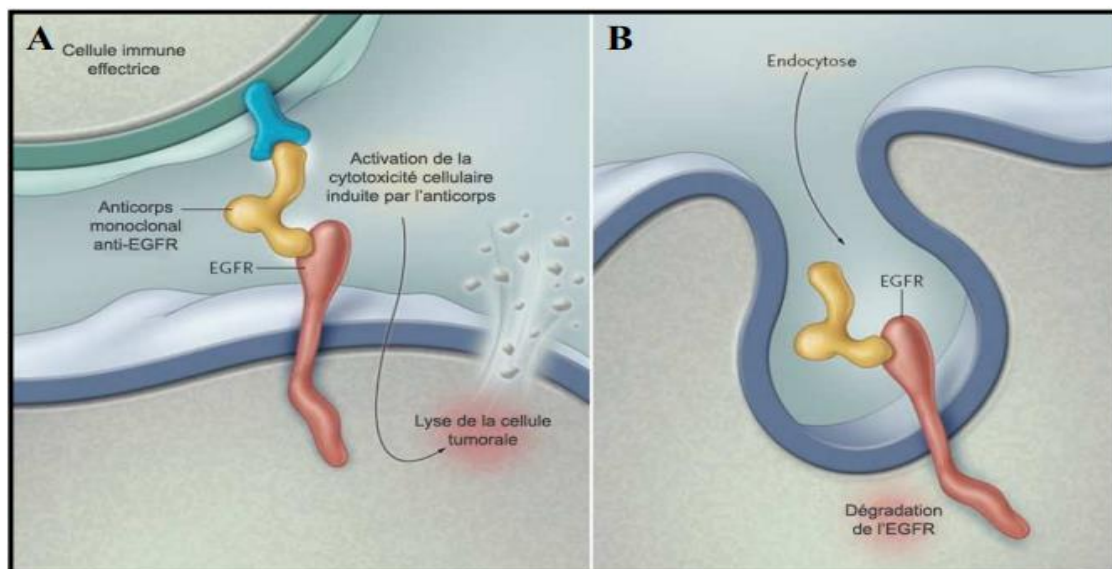 A
Cellule immune
effectrice
Activation de la
cytotoxicité cellulaire
induite par l'anticorps
Anticorps
monoclonal
anti-EGFR
EGFR
Lyse de la cellule
tumorale
B
Endocytose
EGFR
Dégradation
de l'EGFR